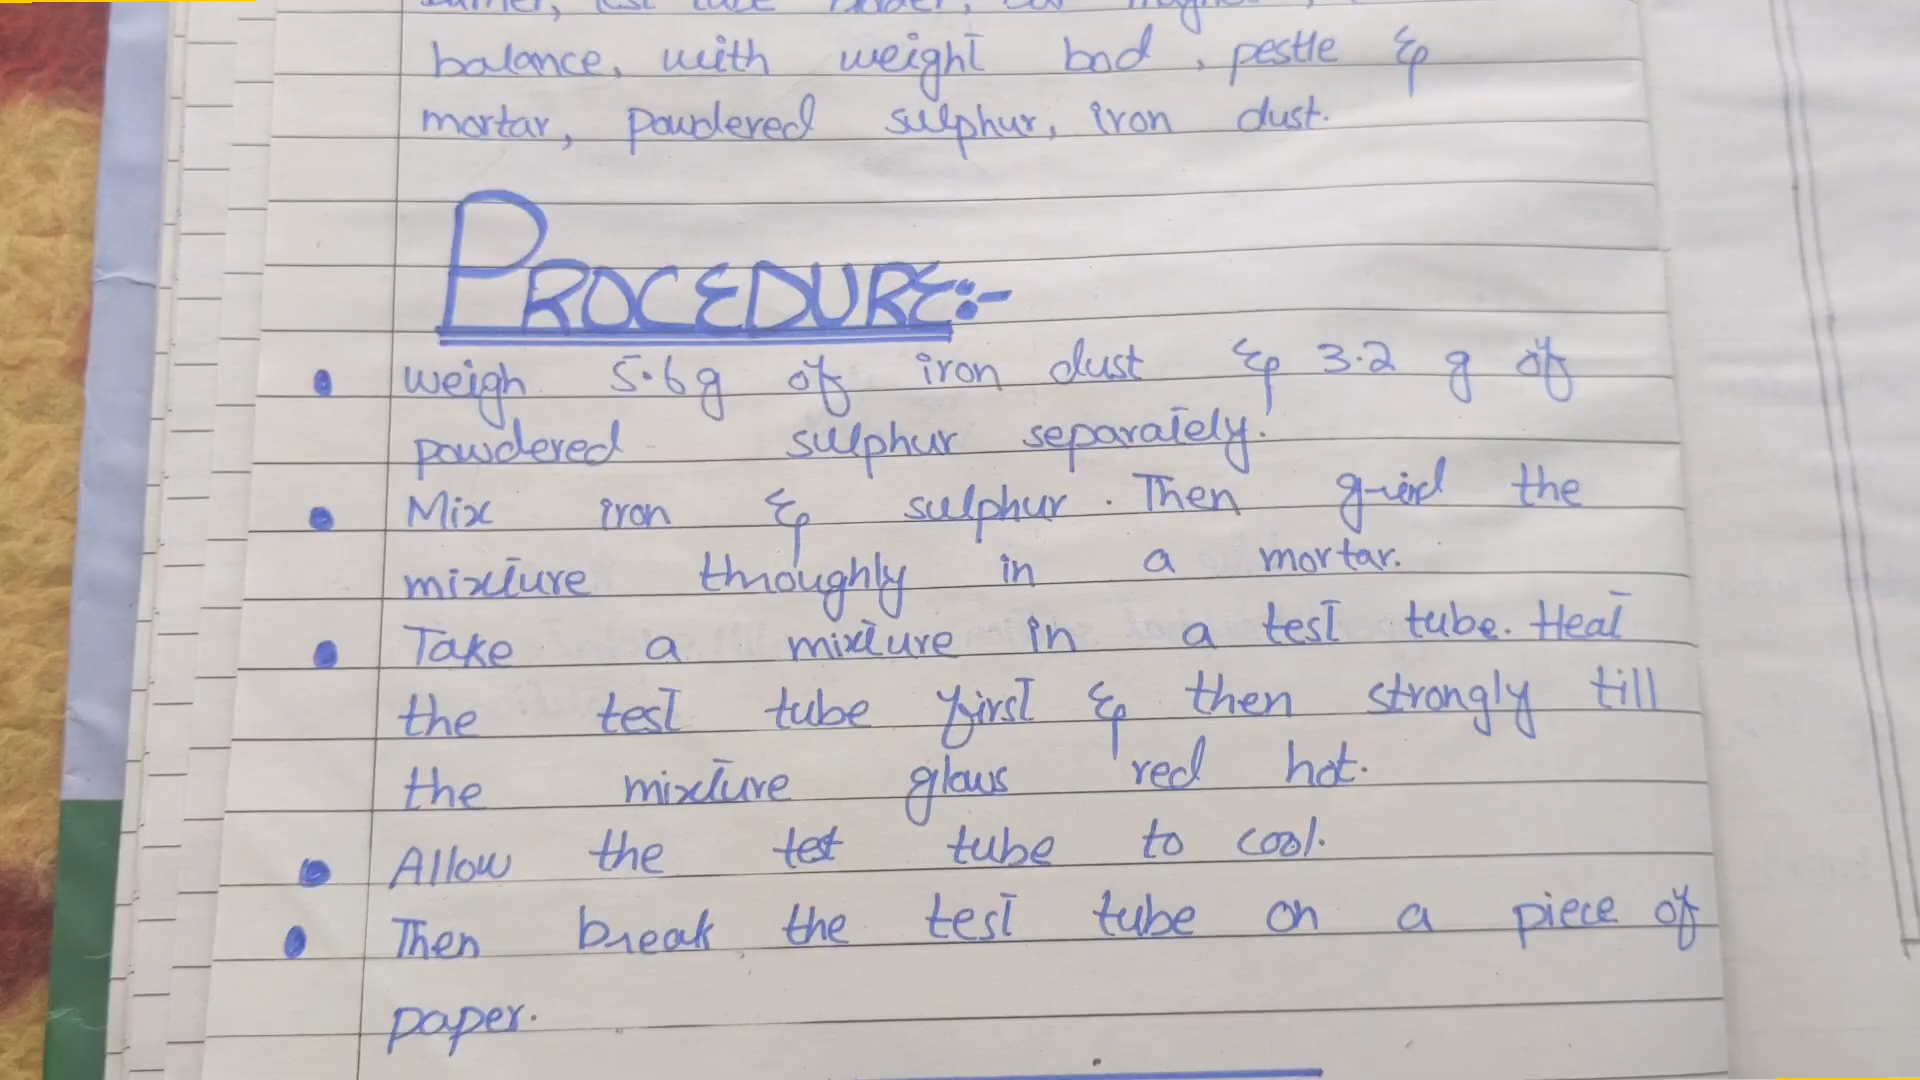 balance, with weight bod, pestle &
mortar, powdered sulphur, iron dust.
PROCEDURE:-
• weigh 5.6g of iron dust & 3.2 g of
powdered sulphur separately.
• Mix iron & sulphur. Then grind the
mixture throughly in a mortar.
• Take a mixture in a test tube. Heat
the test tube first & then strongly till
the mixture glows red hot.
• Allow the test tube to cool.
• Then break the test tube on a piece of
paper.